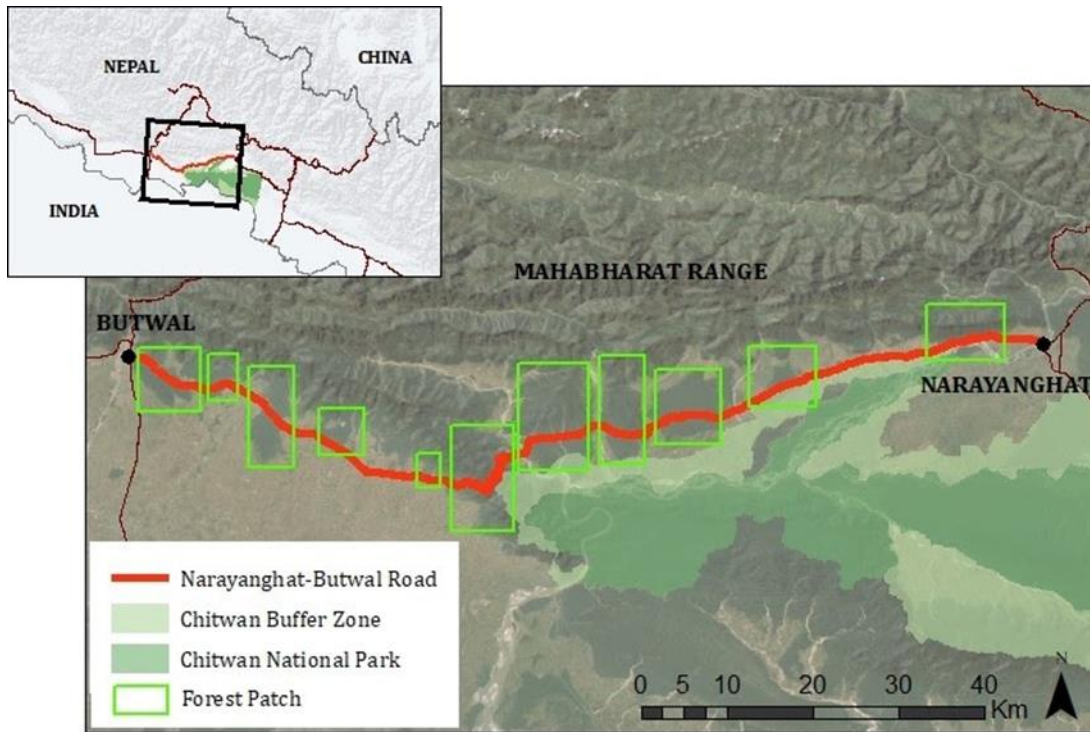 NEPAL
CHINA
INDIA
MAHABHARAT RANGE
BUTWAL
NARAYANGHAT
Narayanghat-Butwal Road
Chitwan Buffer Zone
Chitwan National Park
Forest Patch
N
0 5 10 20 30 40
Km